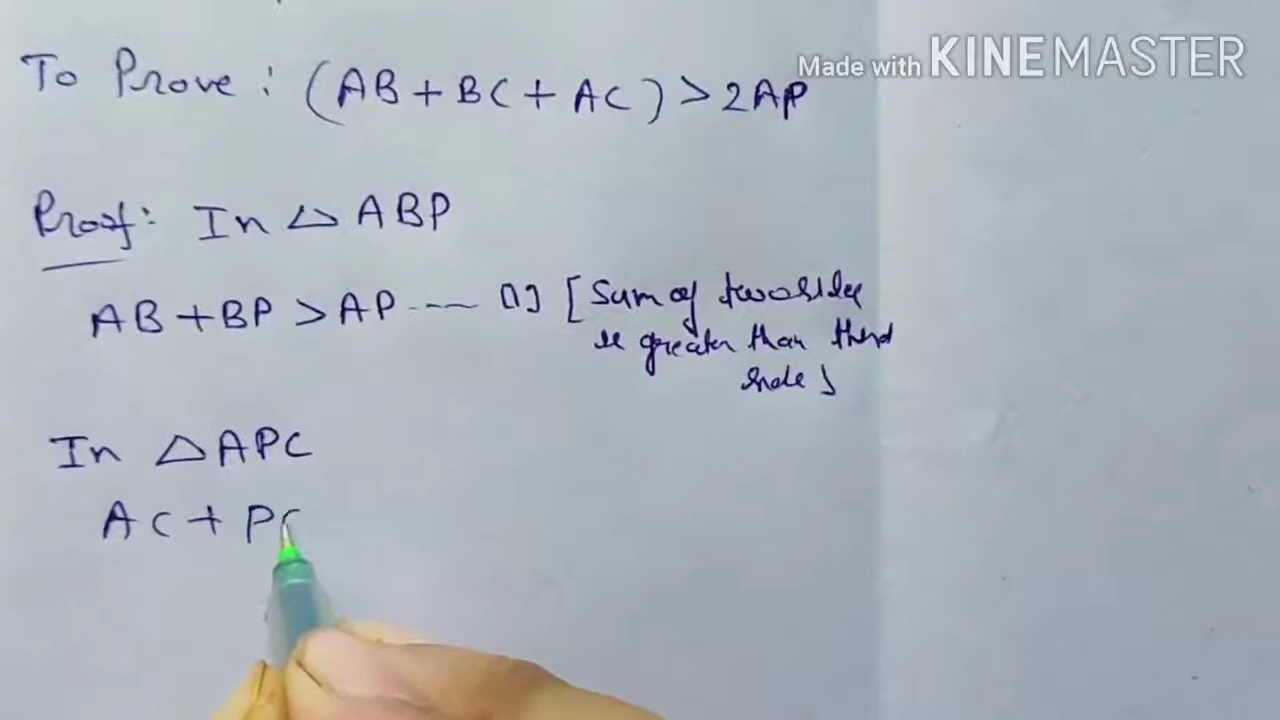 Made with KINEMASTER
To Prove : (AB + BC + AC) > 2AP
Proof : In △ ABP
AB + BP > AP ---- (1) [Sum of two side
is greater than third
side]
In △ APC
AC + PC